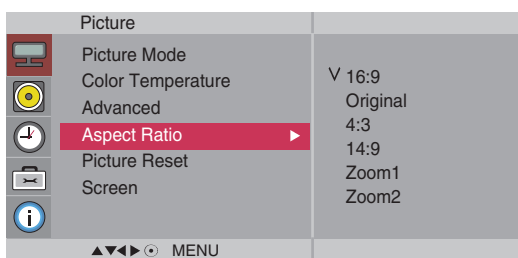 Picture
Picture Mode
Color Temperature
Advanced
Aspect Ratio
Picture Reset
Screen
16:9
Original
4:3
14:9
Zoom1
Zoom2
MENU